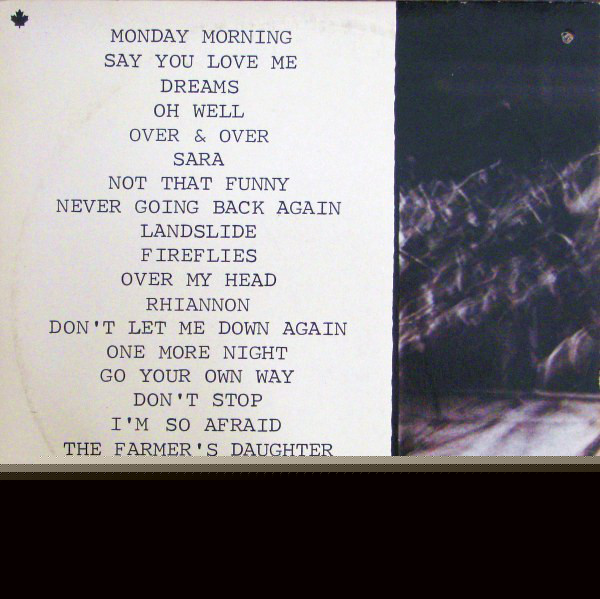 MONDAY MORNING
SAY YOU LOVE ME
DREAMS
OH WELL
OVER & OVER
SARA
NOT THAT FUNNY
NEVER GOING BACK AGAIN
LANDSLIDE
FIREFLIES
OVER MY HEAD
RHIANNON
DON'T LET ME DOWN AGAIN
ONE MORE NIGHT
GO YOUR OWN WAY
DON'T STOP
I'M SO AFRAID
THE FARMER'S DAUGHTER